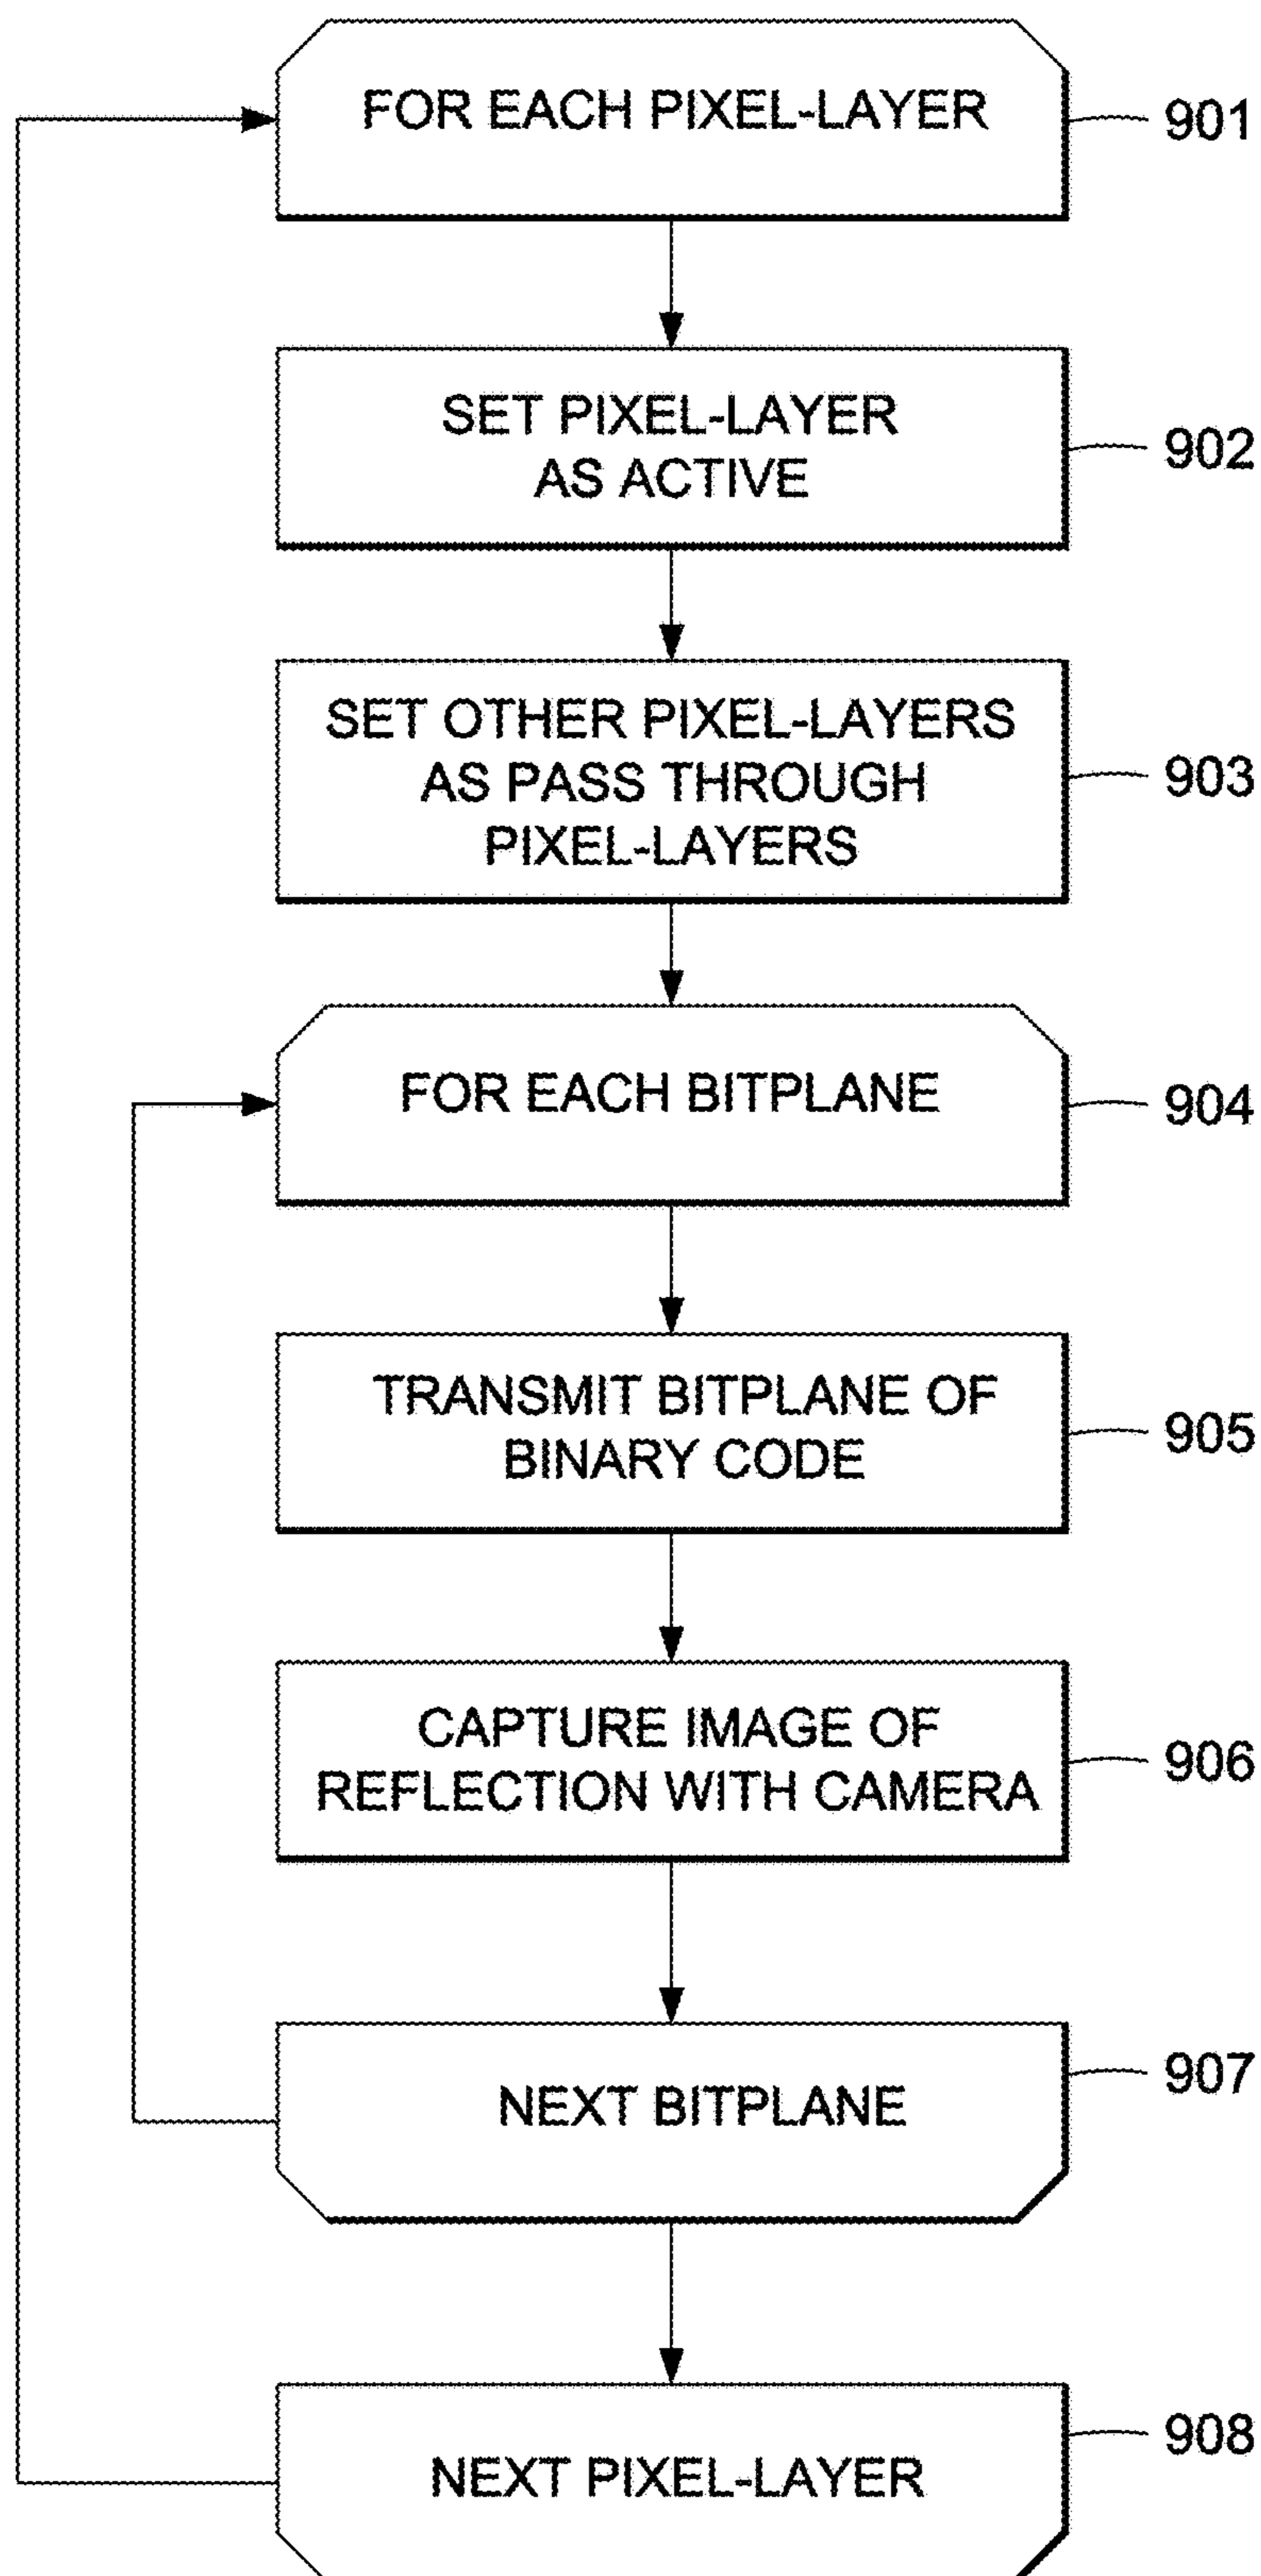 FOR EACH PIXEL-LAYER
901
SET PIXEL-LAYER
AS ACTIVE
902
SET OTHER PIXEL-LAYERS
AS PASS THROUGH
PIXEL-LAYERS
903
FOR EACH BITPLANE
904
TRANSMIT BITPLANE OF
BINARY CODE
905
CAPTURE IMAGE OF
REFLECTION WITH CAMERA
906
NEXT BITPLANE
907
NEXT PIXEL-LAYER
908